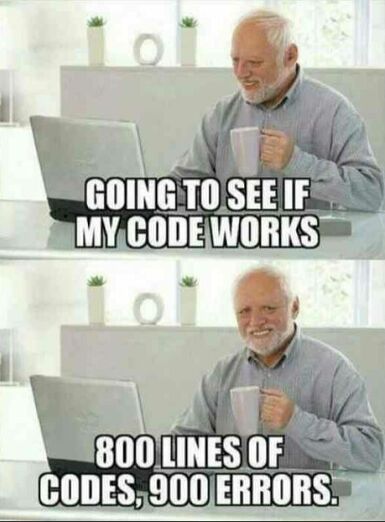 GOING TO SEE IF
MY CODE WORKS
800 LINES OF
CODES, 900 ERRORS.